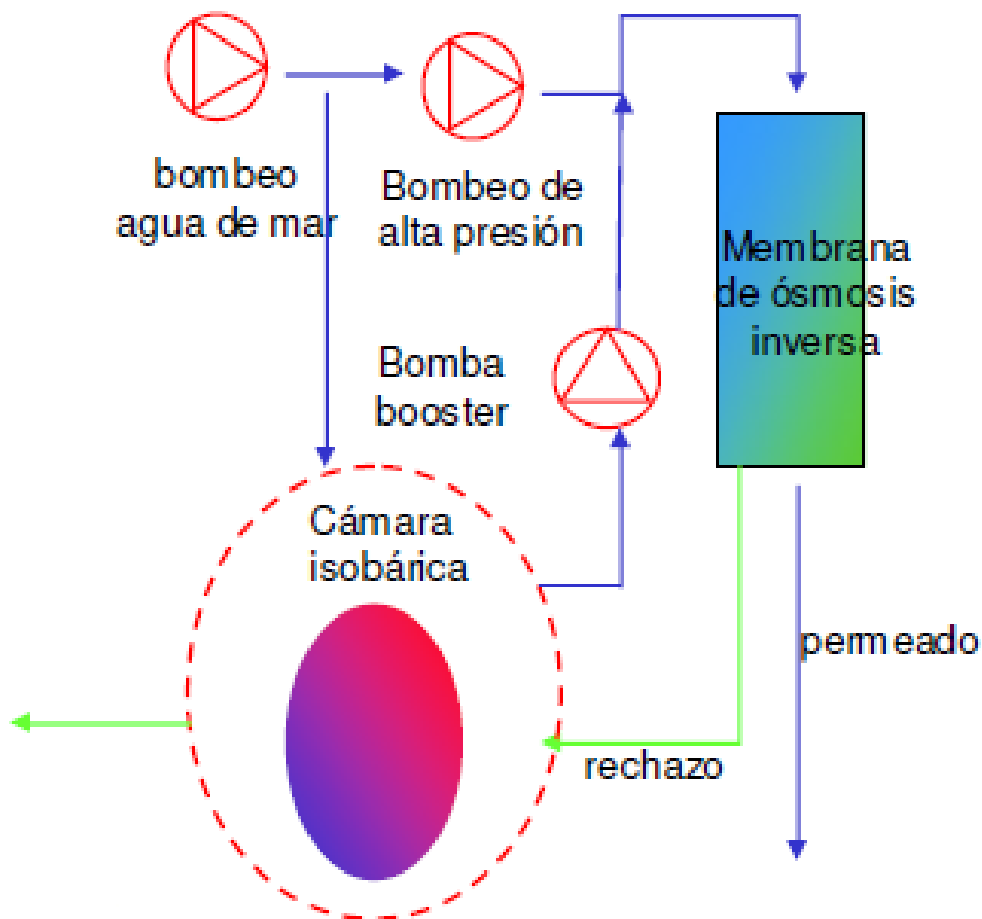 bombeo
agua de mar
Bombeo de
alta presión
Membrana
de ósmosis
inversa
Bomba
booster
Cámara
isobárica
permeado
rechazo